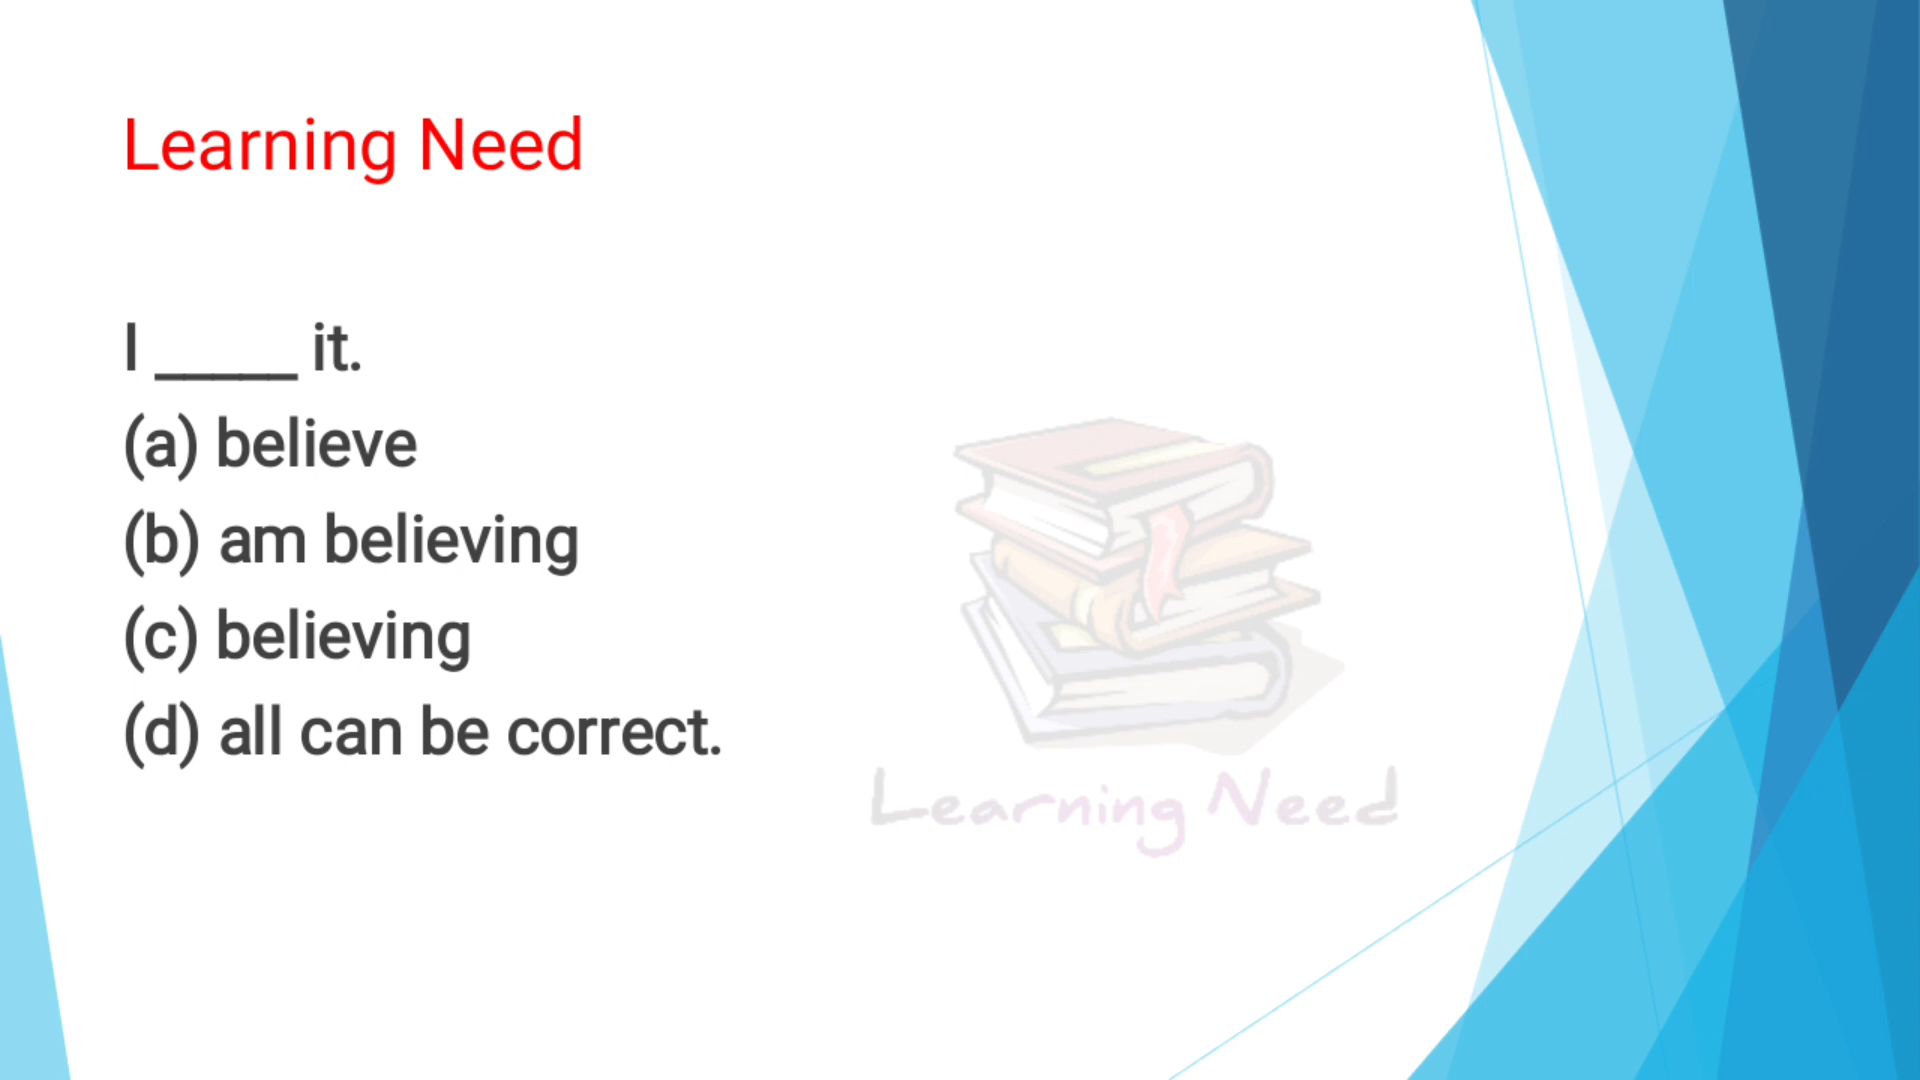 Learning Need
I _____ it.
(a) believe
(b) am believing
(c) believing
(d) all can be correct.
Learning Need